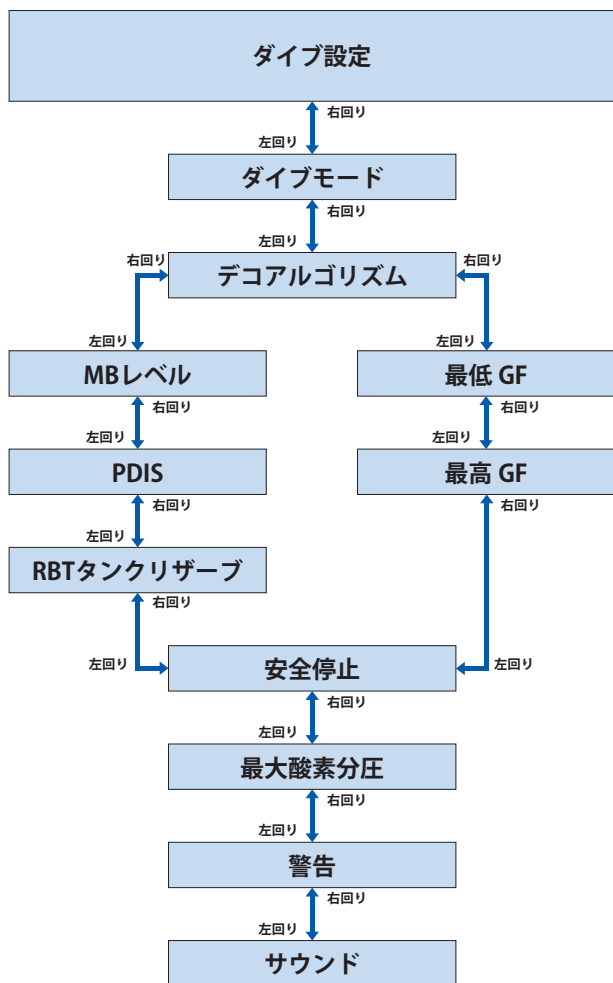 ダイブ設定
右回り
左回り
ダイブモード
右回り
左回り
右回り
デコアルゴリズム
右回り
左回り
左回り
MBレベル
最低 GF
右回り
右回り
左回り
左回り
PDIS
最高 GF
右回り
右回り
左回り
RBTタンクリザーブ
右回り
左回り
安全停止
左回り
右回り
左回り
最大酸素分圧
右回り
左回り
警告
右回り
左回り
サウンド